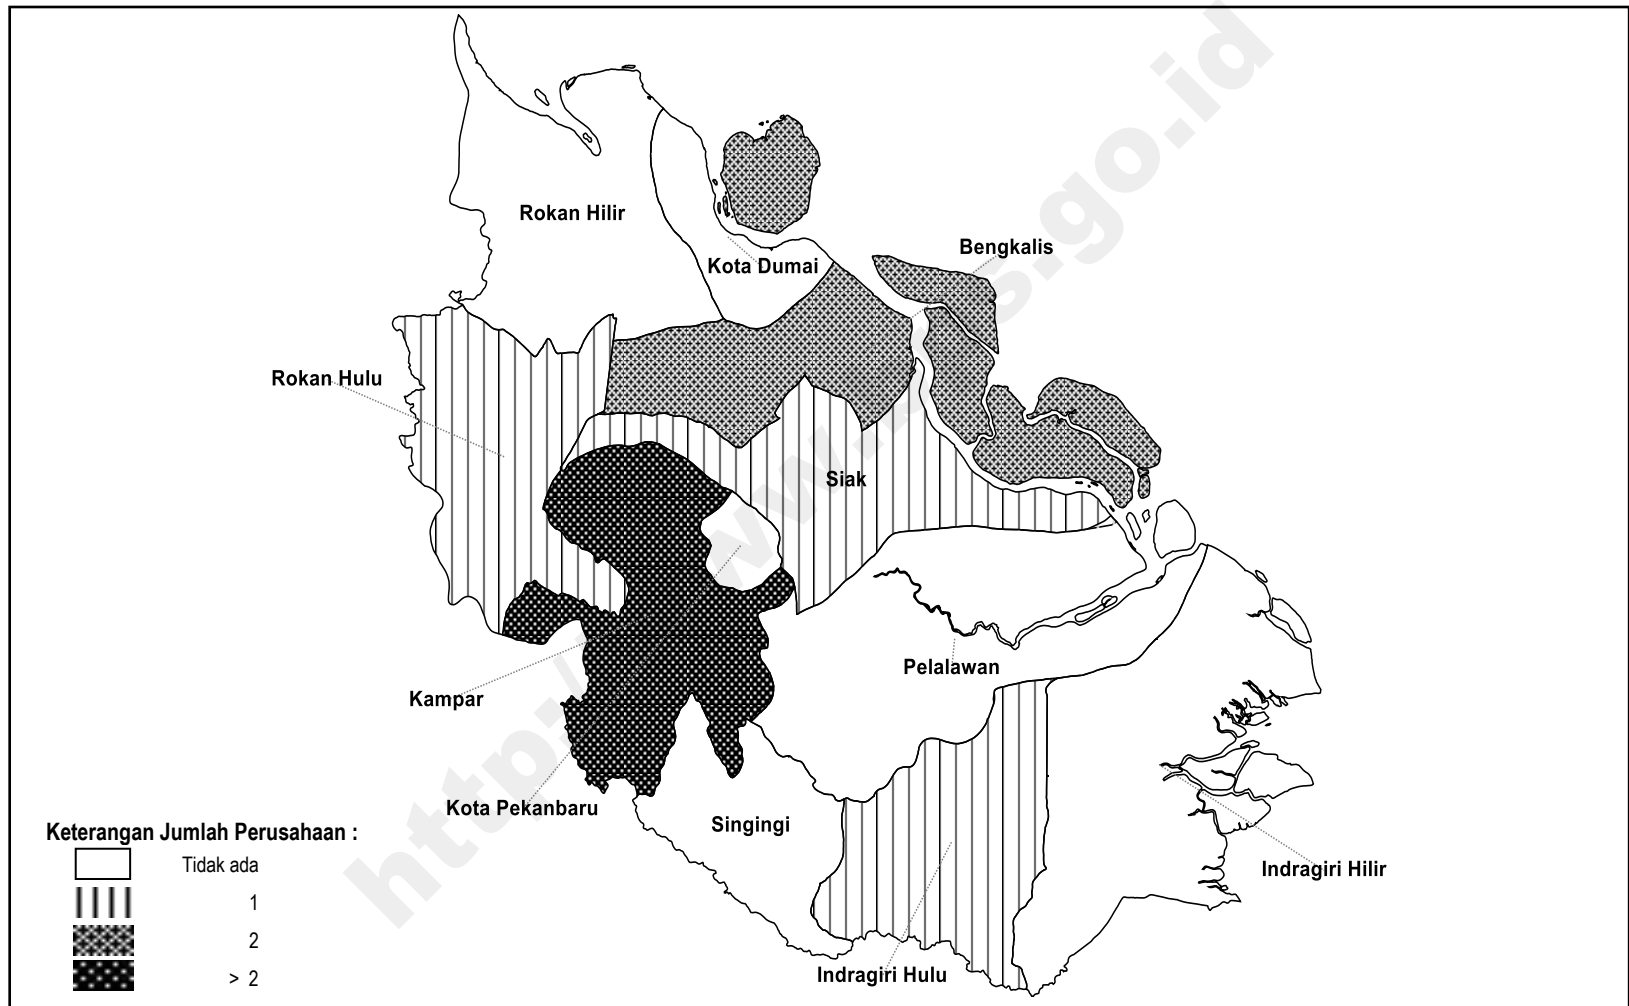 Rokan Hilir
Kota Dumai
Bengkalis
Rokan Hulu
Siak
Pelalawan
Kampar
Kota Pekanbaru
Singingi
Indragiri Hilir
Indragiri Hulu
Keterangan Jumlah Perusahaan :
Tidak ada
1
2
> 2